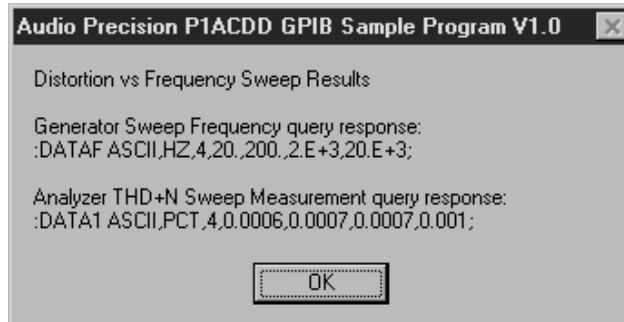 Audio Precision P1ACDD GPIB Sample Program V1.0
Distortion vs Frequency Sweep Results
Generator Sweep Frequency query response:
:DATAF ASCII,HZ,4,20.,200.,2.E+3,20.E+3;
Analyzer THD+N Sweep Measurement query response:
:DATA1 ASCII,PCT,4,0.0006,0.0007,0.0007,0.001;
OK